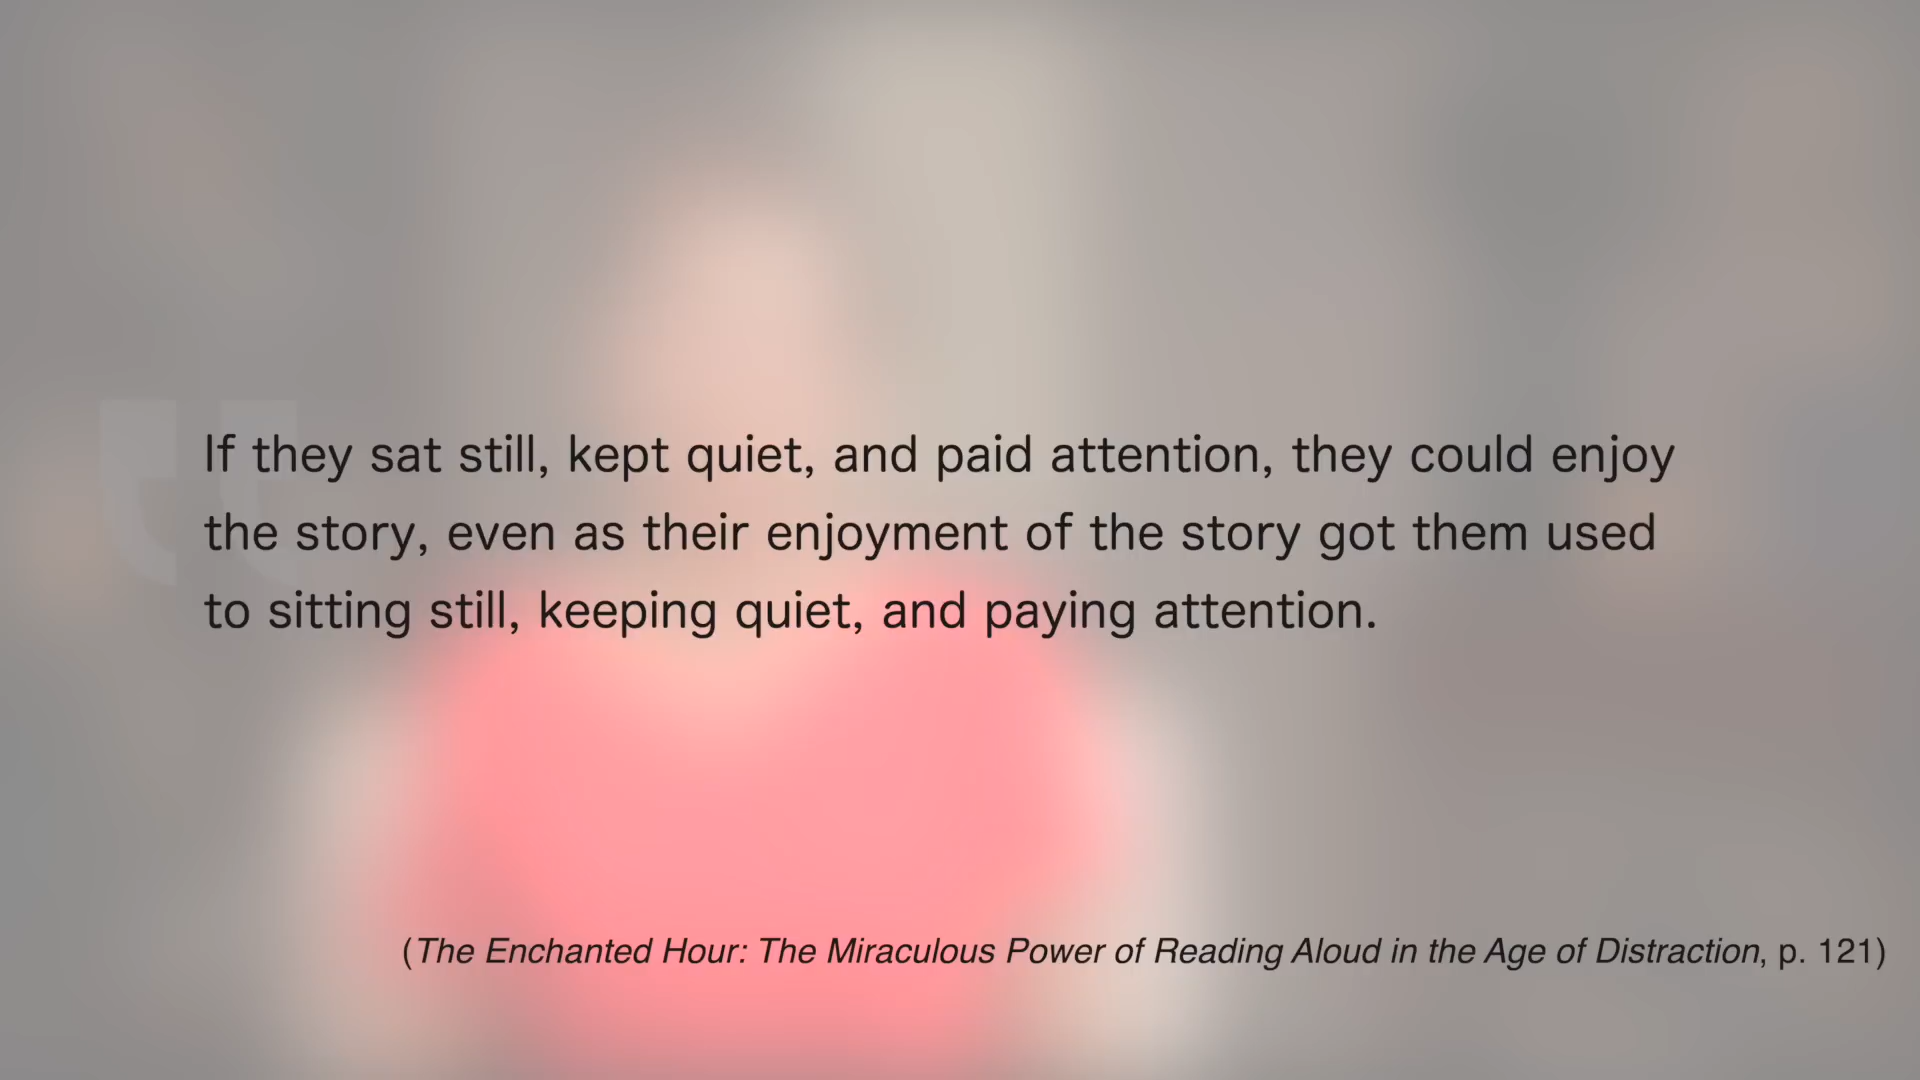 If they sat still, kept quiet, and paid attention, they could enjoy
the story, even as their enjoyment of the story got them used
to sitting still, keeping quiet, and paying attention.
(The Enchanted Hour: The Miraculous Power of Reading Aloud in the Age of Distraction, p. 121)